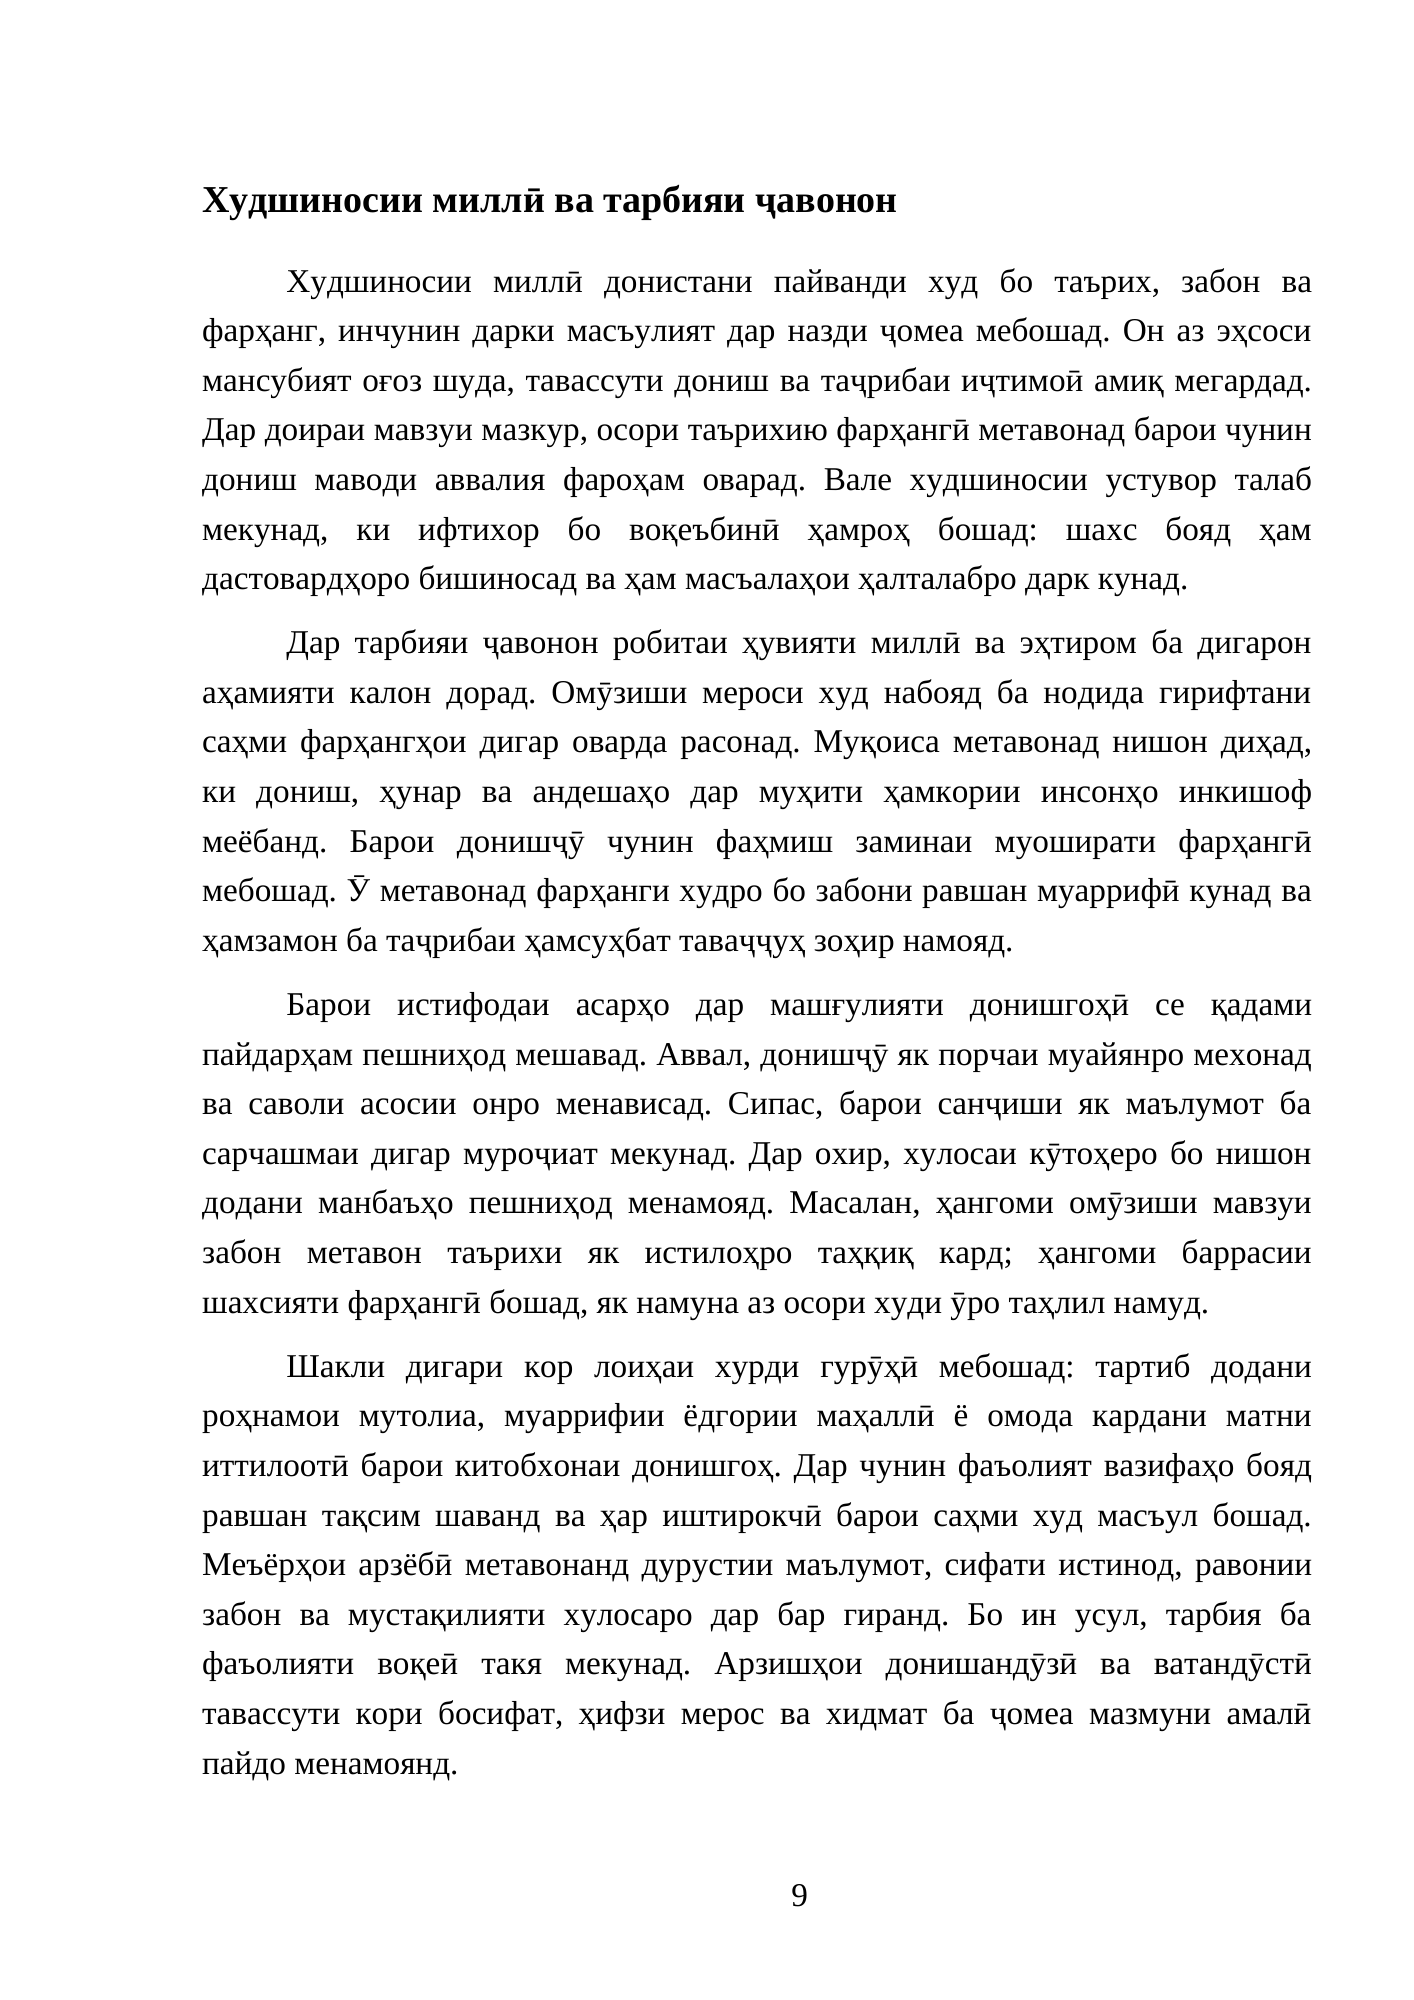 Худшиносии миллӣ ва тарбияи ҷавонон
Худшиносии миллӣ донистани пайванди худ бо таърих, забон ва
фарҳанг, инчунин дарки масъулият дар назди ҷомеа мебошад. Он аз эҳсоси
мансубият оғоз шуда, тавассути дониш ва таҷрибаи иҷтимоӣ амиқ мегардад.
Дар доираи мавзуи мазкур, осори таърихию фарҳангӣ метавонад барои чунин
дониш маводи аввалия фароҳам оварад. Вале худшиносии устувор талаб
мекунад, ки ифтихор бо воқеъбинӣ ҳамроҳ бошад: шахс бояд ҳам
дастовардҳоро бишиносад ва ҳам масъалаҳои ҳалталабро дарк кунад.
Дар тарбияи ҷавонон робитаи ҳувияти миллӣ ва эҳтиром ба дигарон
аҳамияти калон дорад. Омӯзиши мероси худ набояд ба нодида гирифтани
саҳми фарҳангҳои дигар оварда расонад. Муқоиса метавонад нишон диҳад,
ки дониш, ҳунар ва андешаҳо дар муҳити ҳамкории инсонҳо инкишоф
меёбанд. Барои донишҷӯ чунин фаҳмиш заминаи муоширати фарҳангӣ
мебошад. Ӯ метавонад фарҳанги худро бо забони равшан муаррифӣ кунад ва
ҳамзамон ба таҷрибаи ҳамсуҳбат таваҷҷуҳ зоҳир намояд.
Барои истифодаи асарҳо дар машғулияти донишгоҳӣ се қадами
пайдарҳам пешниҳод мешавад. Аввал, донишҷӯ як порчаи муайянро мехонад
ва саволи асосии онро менависад. Сипас, барои санҷиши як маълумот ба
сарчашмаи дигар муроҷиат мекунад. Дар охир, хулосаи кӯтоҳеро бо нишон
додани манбаъҳо пешниҳод менамояд. Масалан, ҳангоми омӯзиши мавзуи
забон метавон таърихи як истилоҳро таҳқиқ кард; ҳангоми баррасии
шахсияти фарҳангӣ бошад, як намуна аз осори худи ӯро таҳлил намуд.
Шакли дигари кор лоиҳаи хурди гурӯҳӣ мебошад: тартиб додани
роҳнамои мутолиа, муаррифии ёдгории маҳаллӣ ё омода кардани матни
иттилоотӣ барои китобхонаи донишгоҳ. Дар чунин фаъолият вазифаҳо бояд
равшан тақсим шаванд ва ҳар иштирокчӣ барои саҳми худ масъул бошад.
Меъёрҳои арзёбӣ метавонанд дурустии маълумот, сифати истинод, равонии
забон ва мустақилияти хулосаро дар бар гиранд. Бо ин усул, тарбия ба
фаъолияти воқеӣ такя мекунад. Арзишҳои донишандӯзӣ ва ватандӯстӣ
тавассути кори босифат, ҳифзи мерос ва хидмат ба ҷомеа мазмуни амалӣ
пайдо менамоянд.
9